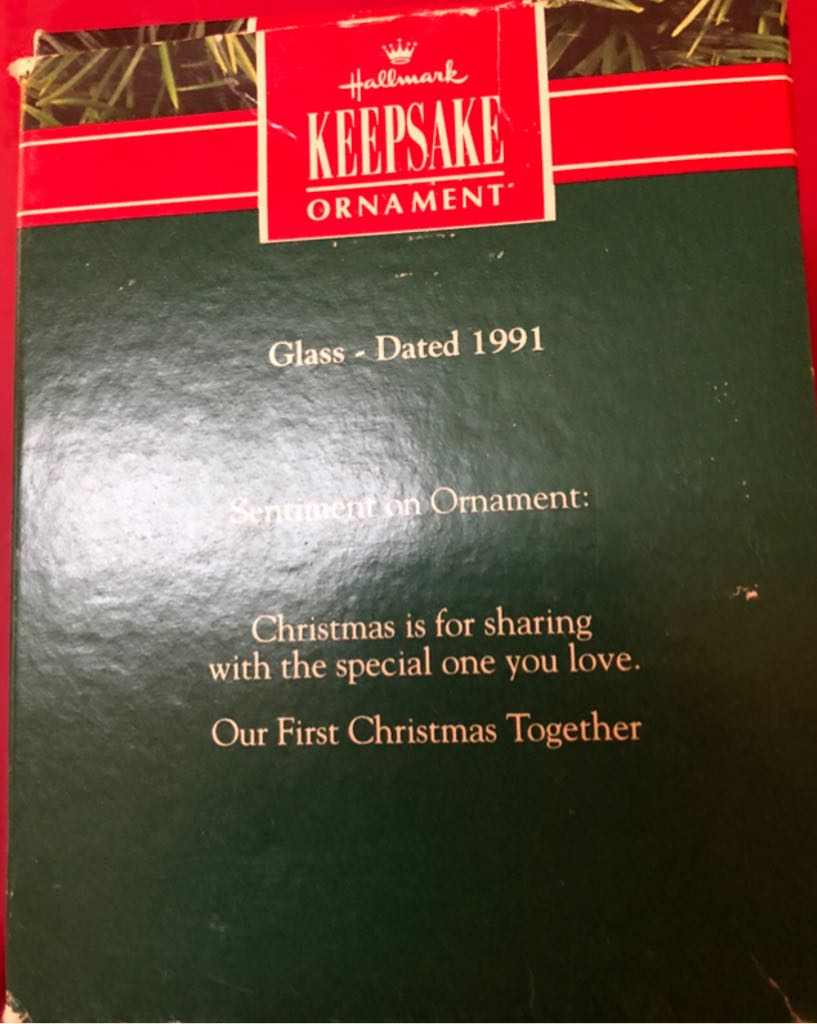 Hallmark
KEEPSAKE
ORNAMENT
Glass - Dated 1991
Sentiment on Ornament:
Christmas is for sharing
with the special one you love.
Our First Christmas Together